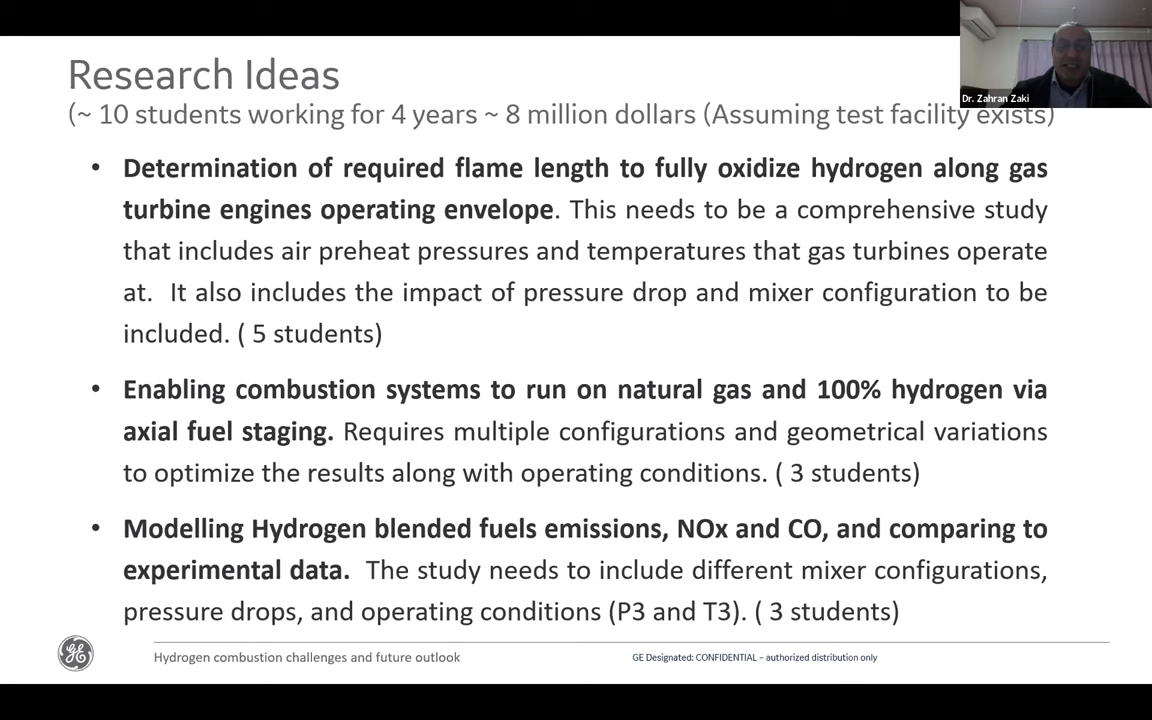 Research Ideas
(~ 10 students working for 4 years ~ 8 million dollars (Assuming test facility exists)
Dr. Zahran Zaki
• Determination of required flame length to fully oxidize hydrogen along gas
turbine engines operating envelope. This needs to be a comprehensive study
that includes air preheat pressures and temperatures that gas turbines operate
at. It also includes the impact of pressure drop and mixer configuration to be
included. ( 5 students)
• Enabling combustion systems to run on natural gas and 100% hydrogen via
axial fuel staging. Requires multiple configurations and geometrical variations
to optimize the results along with operating conditions. ( 3 students)
• Modelling Hydrogen blended fuels emissions, NOx and CO, and comparing to
experimental data. The study needs to include different mixer configurations,
pressure drops, and operating conditions (P3 and T3). ( 3 students)
GE
Hydrogen combustion challenges and future outlook
GE Designated: CONFIDENTIAL – authorized distribution only